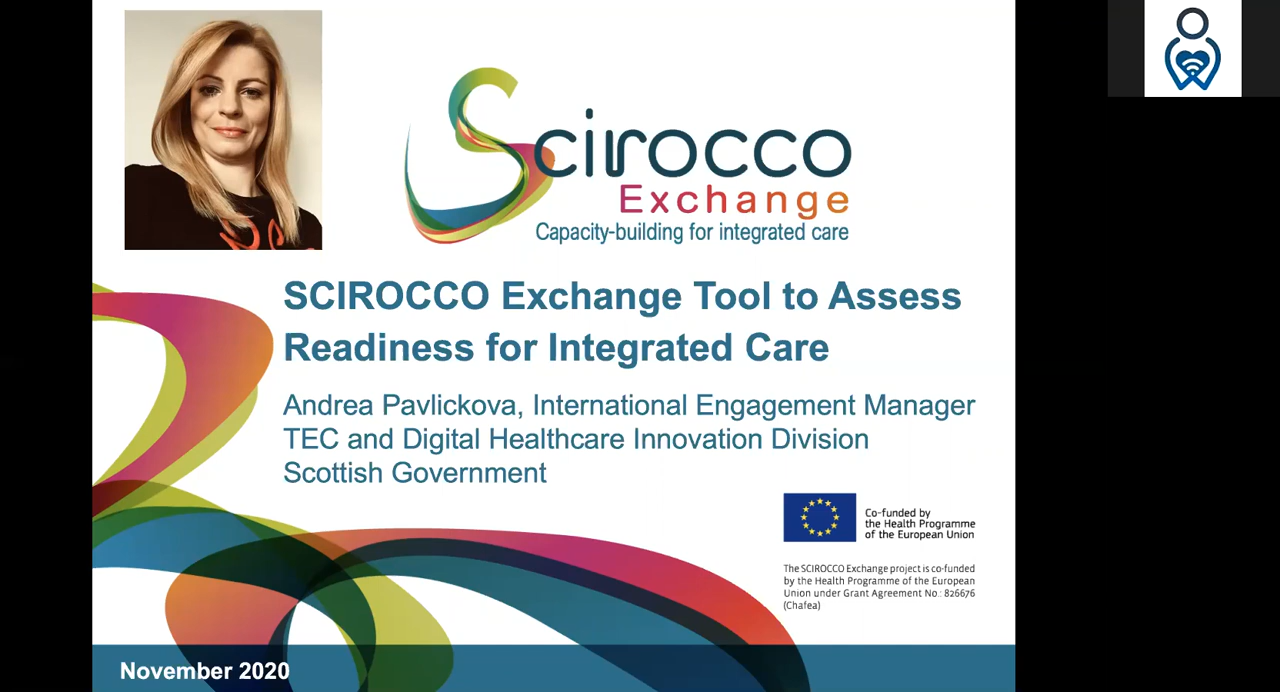 Scirocco
Exchange
Capacity-building for integrated care
SCIROCCO Exchange Tool to Assess
Readiness for Integrated Care
Andrea Pavlickova, International Engagement Manager
TEC and Digital Healthcare Innovation Division
Scottish Government
Co-funded by
the Health Programme
of the European Union
The SCIROCCO Exchange project is co-funded
by the Health Programme of the European
Union under Grant Agreement No.: 826676
(Chafea)
November 2020